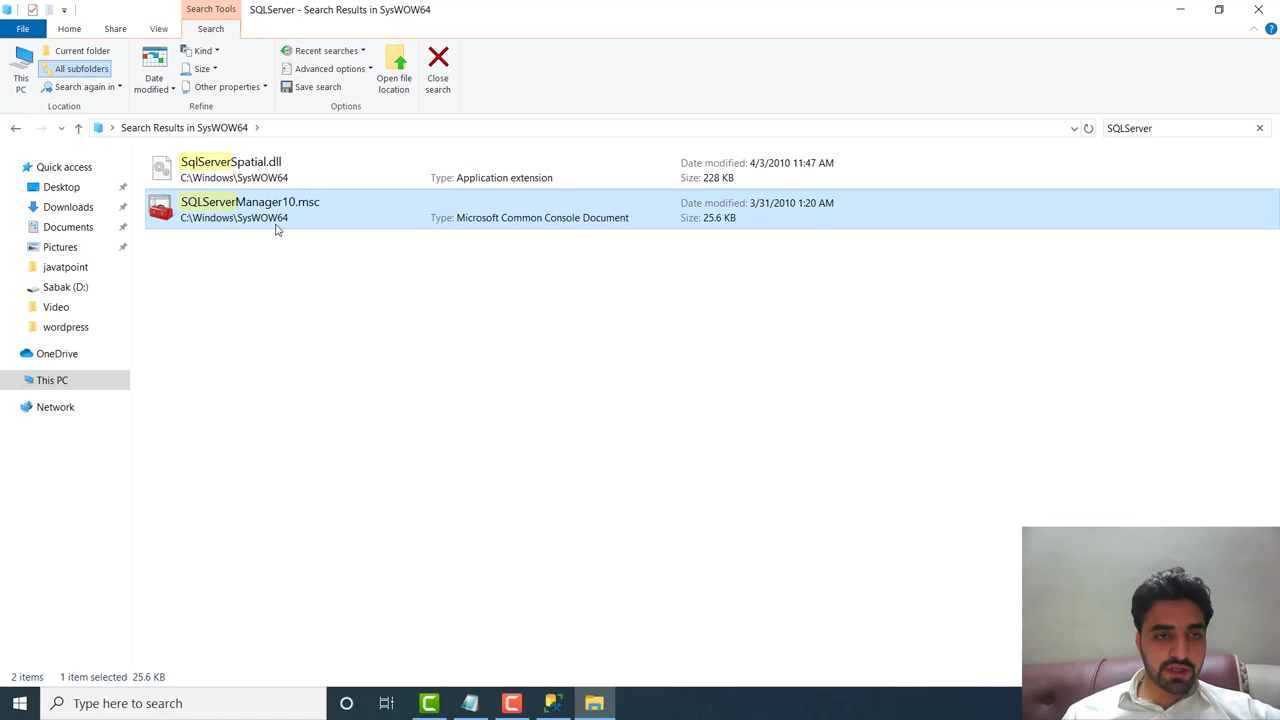 Search Tools
SQLServer - Search Results in SysWOW64
File
Home
Share
View
Search
This PC
Current folder
All subfolders
Search again in
Location
Date modified
Kind
Size
Other properties
Refine
Recent searches
Advanced options
Save search
Open file location
Options
Close search
Search Results in SysWOW64
SQLServer
Quick access
Desktop
Downloads
Documents
Pictures
javatpoint
Sabak (D:)
Video
wordpress
OneDrive
This PC
Network
SqlServerSpatial.dll
C:\Windows\SysWOW64
Type: Application extension
Date modified: 4/3/2010 11:47 AM
Size: 228 KB
SQLServerManager10.msc
C:\Windows\SysWOW64
Type: Microsoft Common Console Document
Date modified: 3/31/2010 1:20 AM
Size: 25.6 KB
2 items
1 item selected 25.6 KB
Type here to search